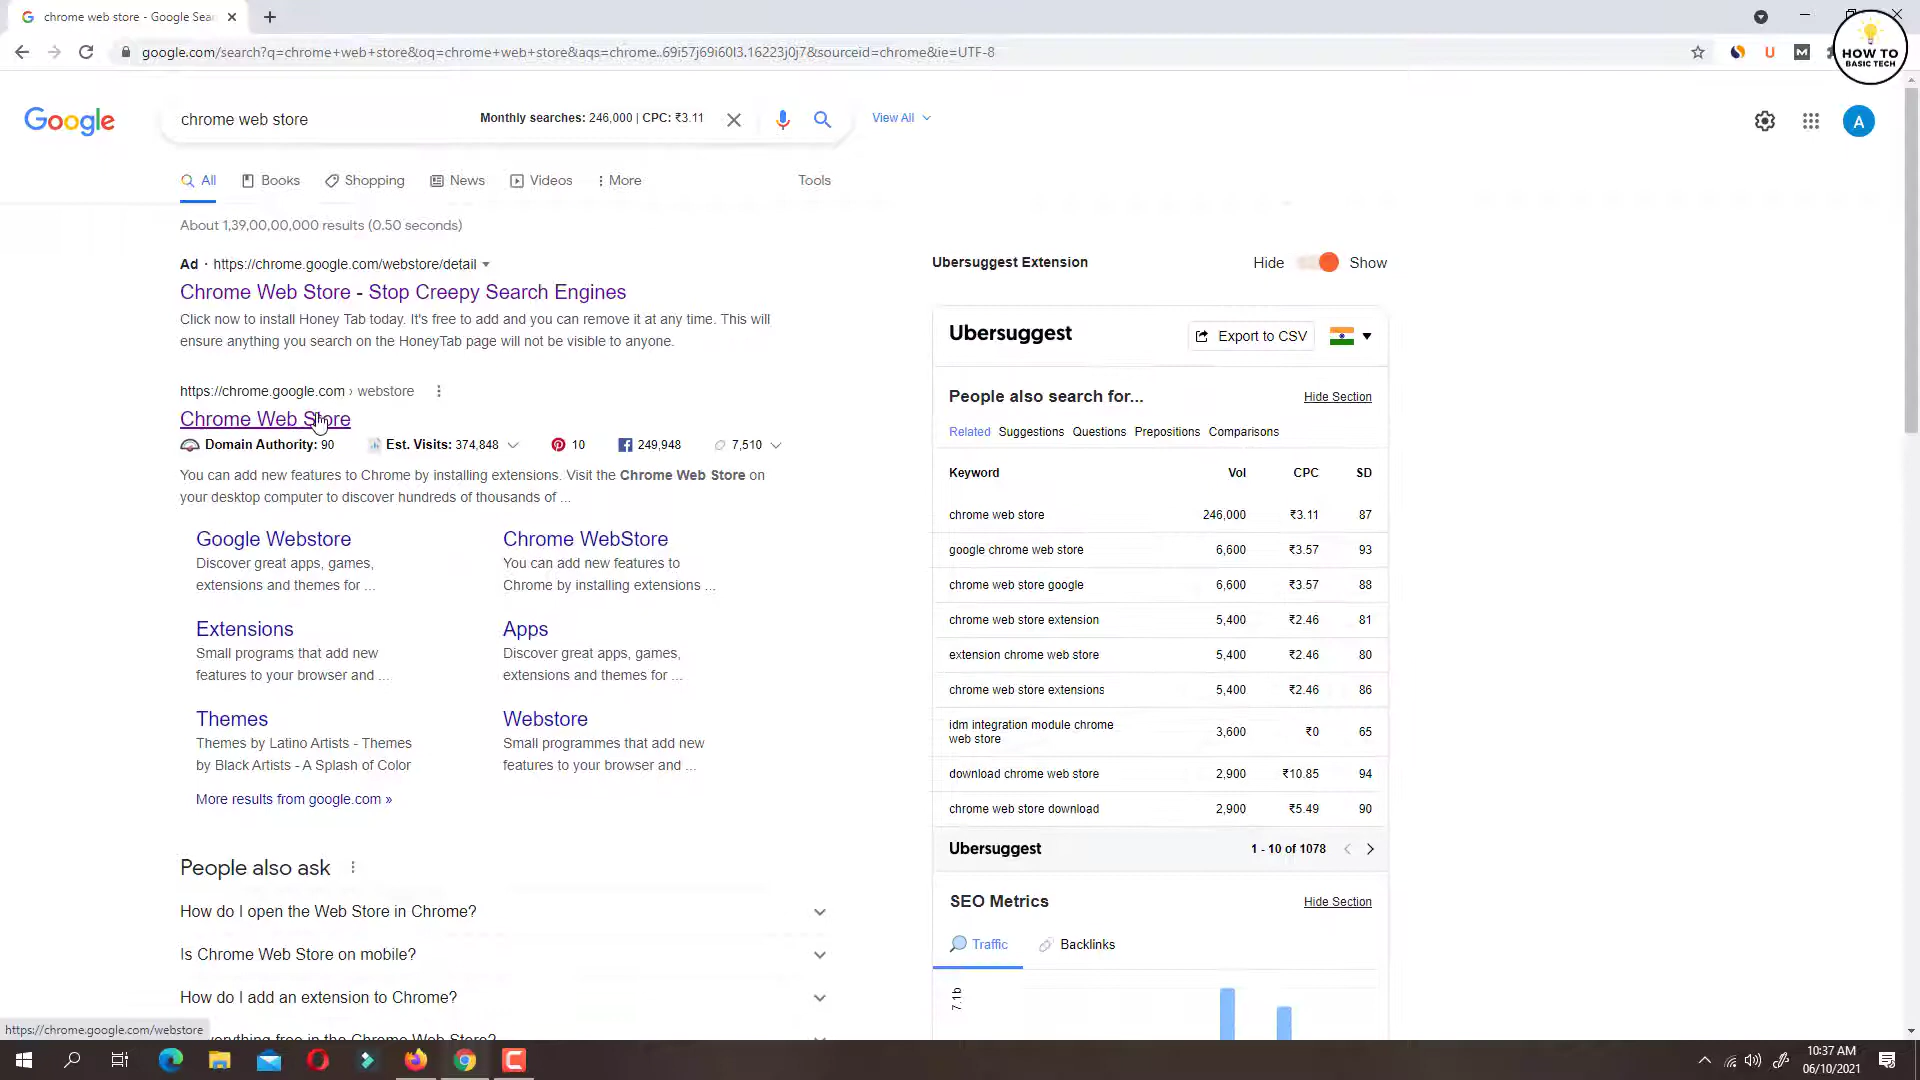 chrome web store - Google Sear
google.com/search?q=chrome+web+store&oq=chrome+web+store&aqs=chrome..69i57j69i60l3.16223j0j7&sourceid=chrome&ie=UTF-8
HOW TO
BASIC TECH
Google
chrome web store
Monthly searches: 246,000 | CPC: ₹3.11
View All
A
All
Books
Shopping
News
Videos
More
Tools
About 1,39,00,00,000 results (0.50 seconds)
Ad · https://chrome.google.com/webstore/detail
Chrome Web Store - Stop Creepy Search Engines
Click now to install Honey Tab today. It's free to add and you can remove it at any time. This will
ensure anything you search on the HoneyTab page will not be visible to anyone.
https://chrome.google.com › webstore
Chrome Web Store
Domain Authority: 90
Est. Visits: 374,848
10
249,948
7,510
You can add new features to Chrome by installing extensions. Visit the Chrome Web Store on
your desktop computer to discover hundreds of thousands of ...
Google Webstore
Discover great apps, games,
extensions and themes for ...
Chrome WebStore
You can add new features to
Chrome by installing extensions ...
Extensions
Small programs that add new
features to your browser and ...
Apps
Discover great apps, games,
extensions and themes for ...
Themes
Themes by Latino Artists - Themes
by Black Artists - A Splash of Color
Webstore
Small programmes that add new
features to your browser and ...
More results from google.com »
People also ask
How do I open the Web Store in Chrome?
Is Chrome Web Store on mobile?
How do I add an extension to Chrome?
everything free in the Chrome Web Store?
https://chrome.google.com/webstore
Ubersuggest Extension
Hide
Show
Ubersuggest
Export to CSV
People also search for...
Hide Section
Related Suggestions Questions Prepositions Comparisons
Keyword Vol CPC SD
chrome web store 246,000 ₹3.11 87
google chrome web store 6,600 ₹3.57 93
chrome web store google 6,600 ₹3.57 88
chrome web store extension 5,400 ₹2.46 81
extension chrome web store 5,400 ₹2.46 80
chrome web store extensions 5,400 ₹2.46 86
idm integration module chrome
web store 3,600 ₹0 65
download chrome web store 2,900 ₹10.85 94
chrome web store download 2,900 ₹5.49 90
Ubersuggest
1 - 10 of 1078
SEO Metrics
Hide Section
Traffic
Backlinks
7.1b
10:37 AM
06/10/2021